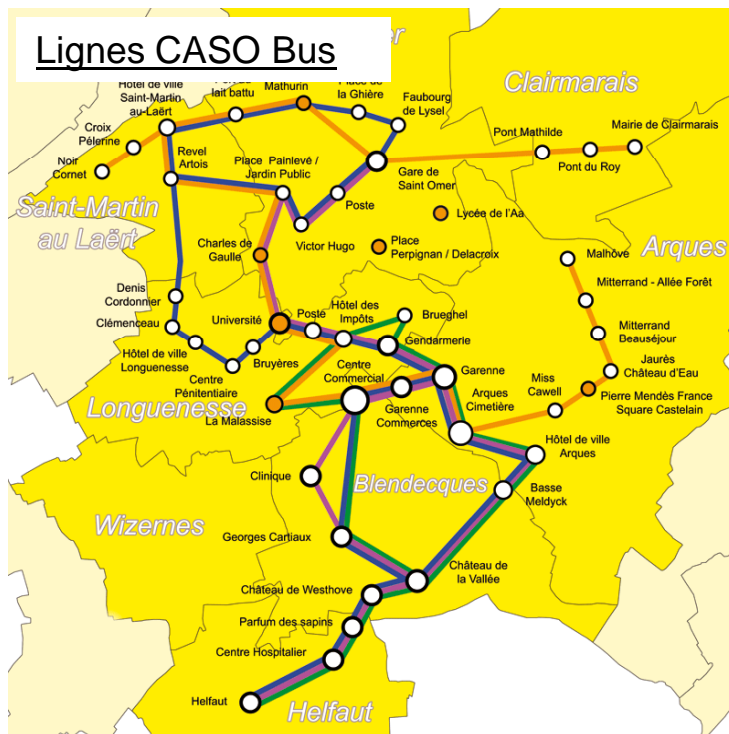 Lignes CASO Bus
er
Clairmarais
Hôtel de ville
Saint-Martin
au-Laërt
lait battu
Mathurin
la Ghière
Faubourg
de Lysel
Croix
Pélerine
Noir
Cornet
Revel
Artois
Place Painlevé /
Jardin Public
Pont Mathilde
Mairie de Clairmarais
Pont du Roy
Gare de
Saint Omer
Poste
Lycée de l'Aa
Saint-Martin
au Laërt
Victor Hugo
Place
Perpignan / Delacroix
Charles de
Gaulle
Arques
Malhôve
Mitterrand - Allée Forêt
Denis
Cordonnier
Clémenceau
Université
Poste
Hôtel des
Impôts
Brueghel
Gendarmerie
Mitterrand
Beauséjour
Hôtel de ville
Longuenesse
Bruyères
Centre
Pénitentiaire
Centre
Commercial
Garenne
Jaurès
Château d'Eau
Miss
Cawell
Arques
Cimetière
Pierre Mendès France
Square Castelain
Longuenesse
La Malassise
Garenne
Commerces
Hôtel de ville
Arques
Clinique
Blendecques
Basse
Meldyck
Wizernes
Georges Cartiaux
Château de
la Vallée
Château de Westhove
Parfum des sapins
Centre Hospitalier
Helfaut
Helfaut